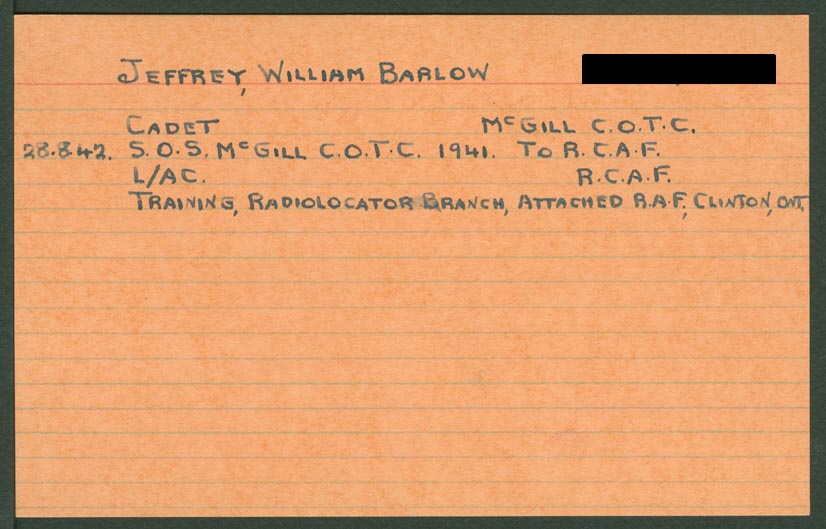 JEFFREY, WILLIAM BARLOW
CADET McGILL C.O.T.C.
28.8.42. S.O.S. McGILL C.O.T.C. 1941. TO R.C.A.F.
L/AC. R.C.A.F.
TRAINING, RADIOLOCATOR BRANCH, ATTACHED R.A.F., CLINTON, ONT.